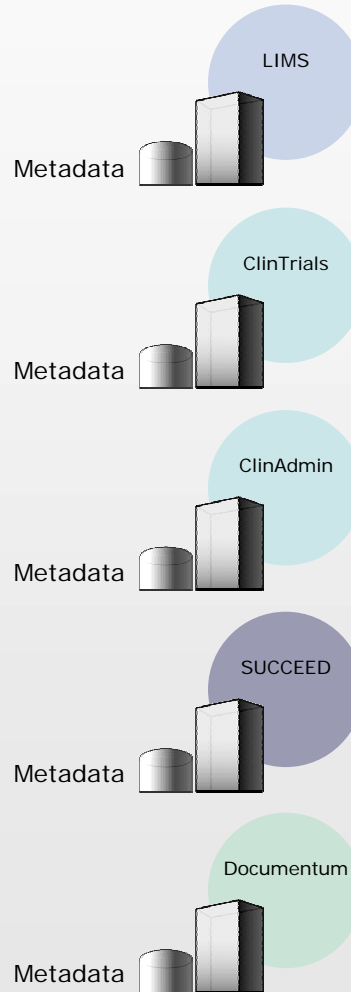 LIMS
Metadata
ClinTrials
Metadata
ClinAdmin
Metadata
SUCCEED
Metadata
Documentum
Metadata